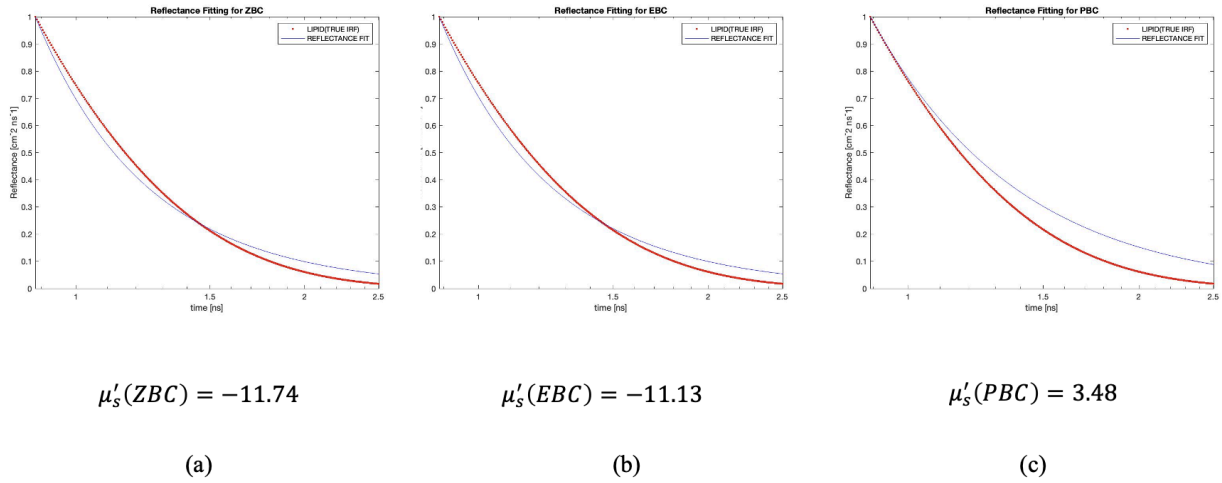 Reflectance Fitting for ZBC
LIPID(TRUE IRF)
REFLECTANCE FIT
Reflectance [cm^2 ns^1]
1
0.9
0.8
0.7
0.6
0.5
0.4
0.3
0.2
0.1
0
1
1.5
2
2.5
time [ns]
Reflectance Fitting for EBC
LIPID(TRUE IRF)
REFLECTANCE FIT
1
0.9
0.8
0.7
0.6
0.5
0.4
0.3
0.2
0.1
0
1
1.5
2
2.5
time [ns]
Reflectance Fitting for PBC
LIPID(TRUE IRF)
REFLECTANCE FIT
Reflectance [cm^2 ns^1]
1
0.9
0.8
0.7
0.6
0.5
0.4
0.3
0.2
0.1
0
1
1.5
2
2.5
time [ns]
μ′ₛ(ZBC) = −11.74
μ′ₛ(EBC) = −11.13
μ′ₛ(PBC) = 3.48
(a)
(b)
(c)